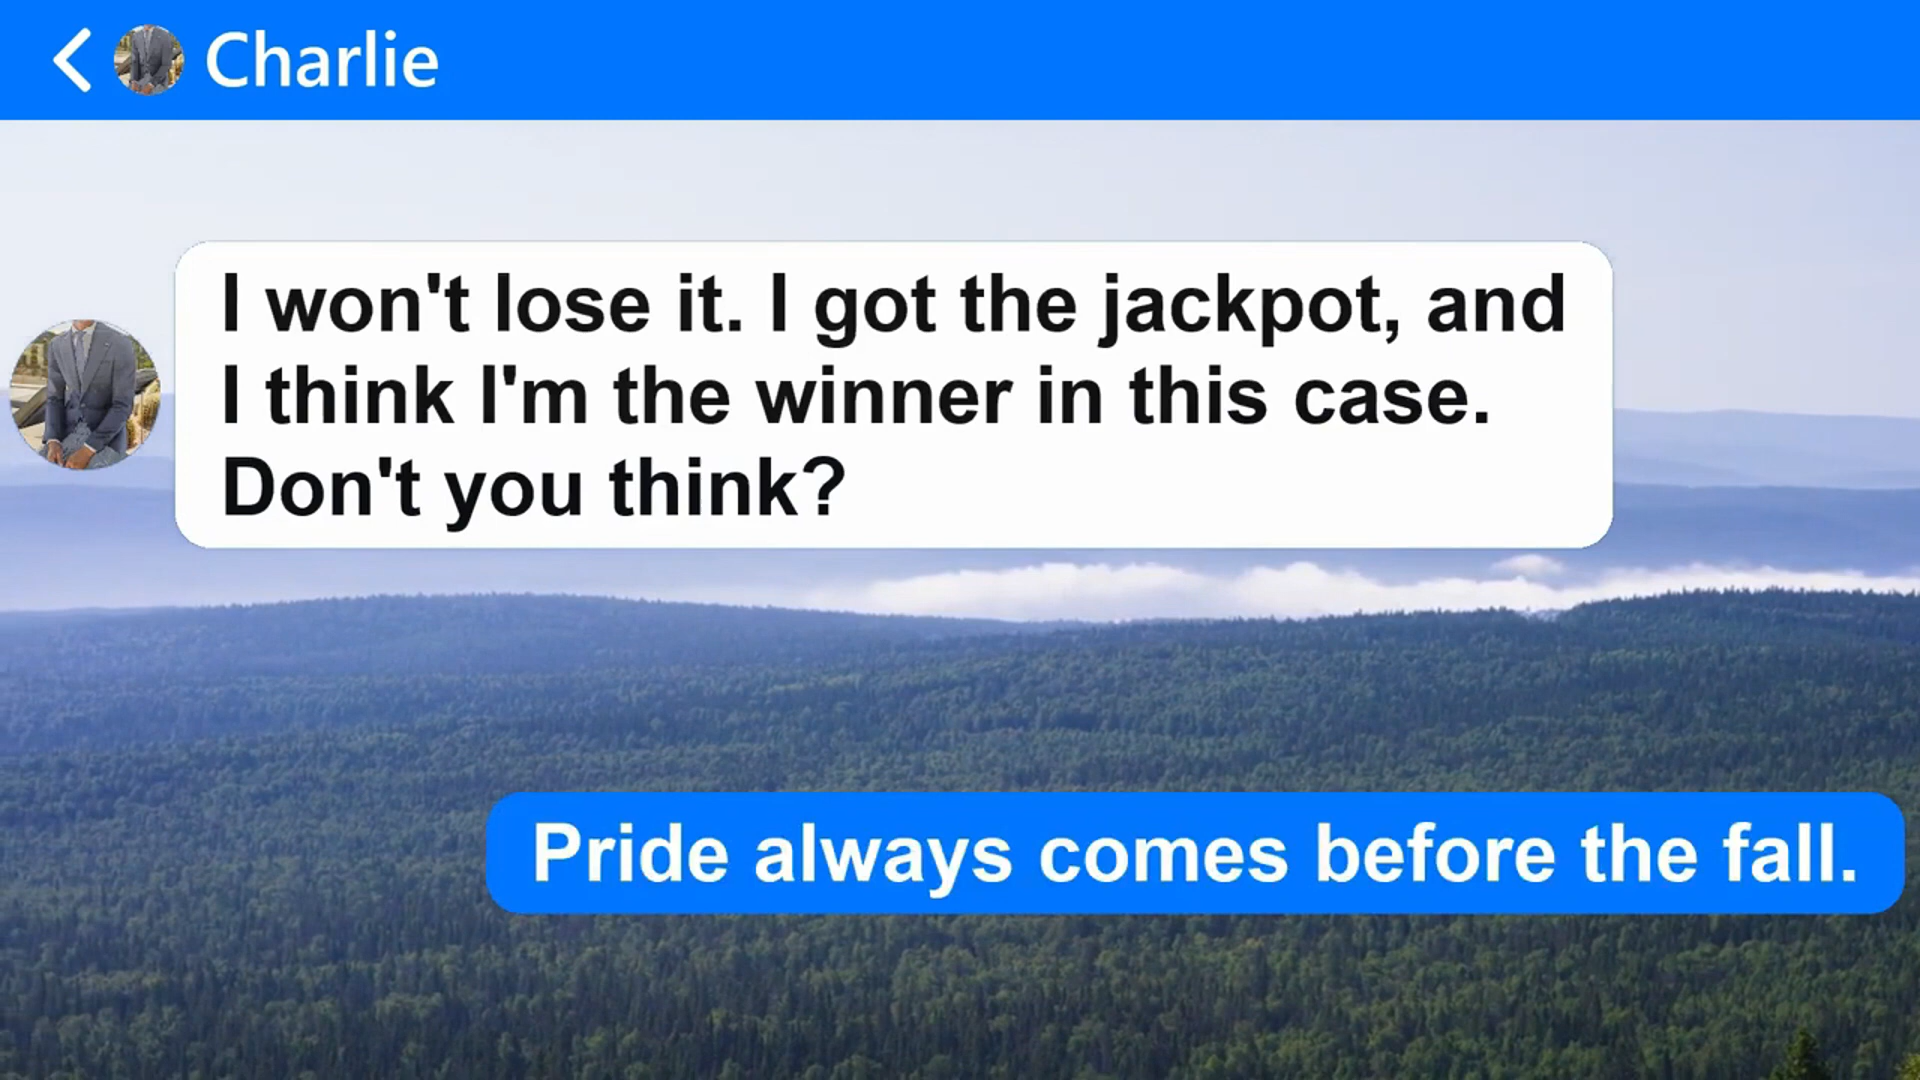 Charlie
I won't lose it. I got the jackpot, and
I think I'm the winner in this case.
Don't you think?
Pride always comes before the fall.